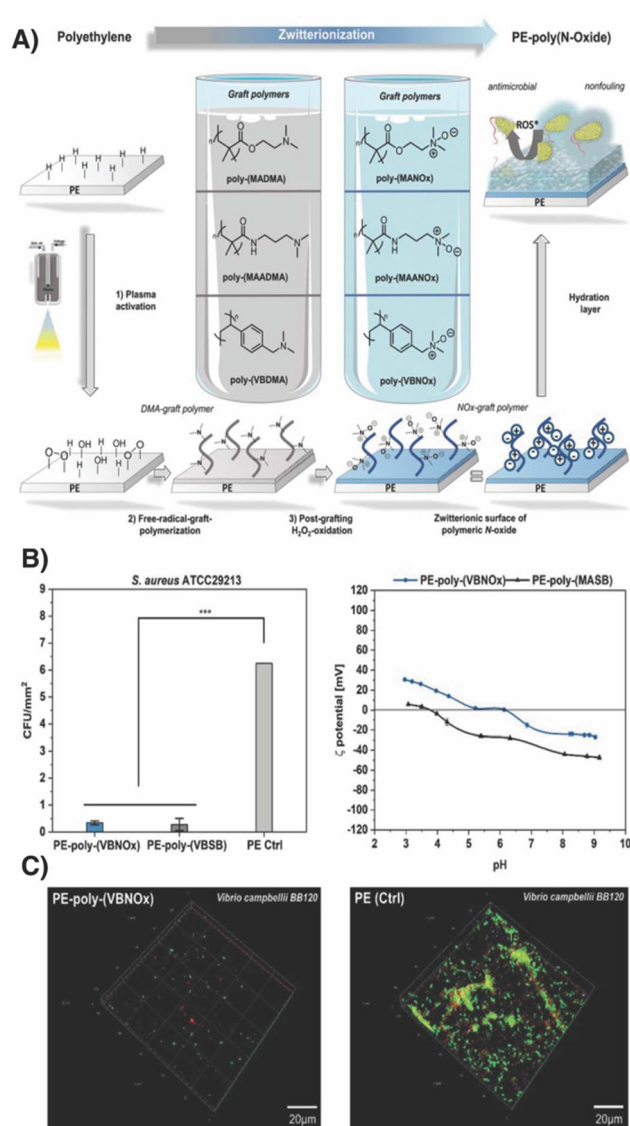 A)
Polyethylene
Zwitterionization
PE-poly(N-Oxide)
Graft polymers
Graft polymers
antimicrobial
nonfouling
ROS*
H H H H H H H H
PE
poly-(MADMA)
poly-(MANOx)
PE
poly-(MAADMA)
poly-(MAANOx)
1) Plasma
activation
Hydration
layer
poly-(VBDMA)
poly-(VBNOx)
DMA-graft polymer
NOx-graft polymer
PE
PE
PE
PE
2) Free-radical-graft-
polymerization
3) Post-grafting
H₂O₂-oxidation
Zwitterionic surface of
polymeric N-oxide
B)
S. aureus ATCC29213
***
CFU/mm²
9
8
7
6
5
4
3
2
1
0
PE-poly-(VBNOx)
PE-poly-(VBSB)
PE Ctrl
PE-poly-(VBNOx)
PE-poly-(MASB)
ζ potential [mV]
120
100
80
60
40
20
0
-20
-40
-60
-80
-100
-120
2 3 4 5 6 7 8 9 10
pH
C)
PE-poly-(VBNOx)
Vibrio campbellii BB120
20µm
PE (Ctrl)
Vibrio campbellii BB120
20µm